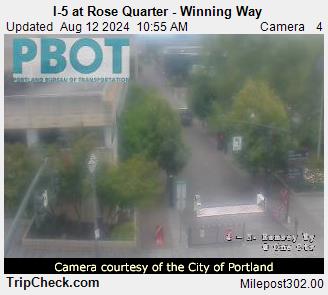 I-5 at Rose Quarter - Winning Way
Updated Aug 12 2024 10:55 AM Camera 4
PBOT
PORTLAND BUREAU OF TRANSPORTATION
Camera courtesy of the City of Portland
TripCheck.com Milepost302.00